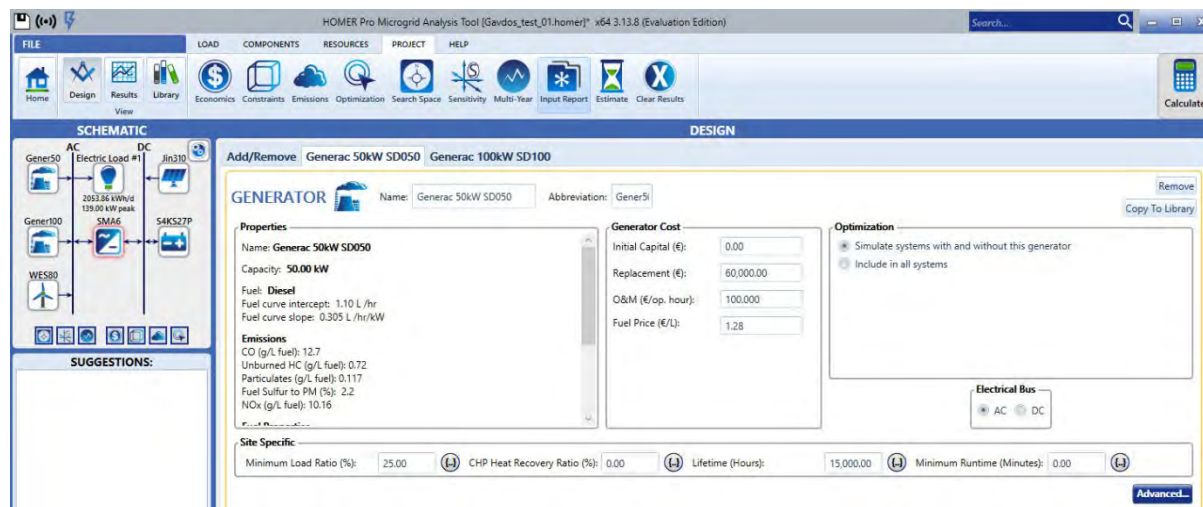 HOMER Pro Microgrid Analysis Tool [Gavdos_test_01.homer]* x64 3.13.8 (Evaluation Edition)
Search...
FILE
LOAD COMPONENTS RESOURCES PROJECT HELP
Home Design Results Library Economics Constraints Emissions Optimization Search Space Sensitivity Multi-Year Input Report Estimate Clear Results
View
Calculate
SCHEMATIC
DESIGN
AC DC
Gener50 Electric Load #1 Jin310
2053.86 kWh/d
139.00 kW peak
Gener100 SMA6 S4KS27P
WES80
SUGGESTIONS:
Add/Remove Generac 50kW SD050 Generac 100kW SD100
GENERATOR Name: Generac 50kW SD050 Abbreviation: Gener5
Remove
Copy To Library
Properties
Name: Generac 50kW SD050
Capacity: 50.00 kW
Fuel: Diesel
Fuel curve intercept: 1.10 L /hr
Fuel curve slope: 0.305 L /hr/kW
Emissions
CO (g/L fuel): 12.7
Unburned HC (g/L fuel): 0.72
Particulates (g/L fuel): 0.117
Fuel Sulfur to PM (%): 2.2
NOx (g/L fuel): 10.16
Generator Cost
Initial Capital (€): 0.00
Replacement (€): 60,000.00
O&M (€/op. hour): 100.000
Fuel Price (€/L): 1.28
Optimization
Simulate systems with and without this generator
Include in all systems
Electrical Bus
AC DC
Site Specific
Minimum Load Ratio (%): 25.00 CHP Heat Recovery Ratio (%): 0.00 Lifetime (Hours): 15,000.00 Minimum Runtime (Minutes): 0.00
Advanced...